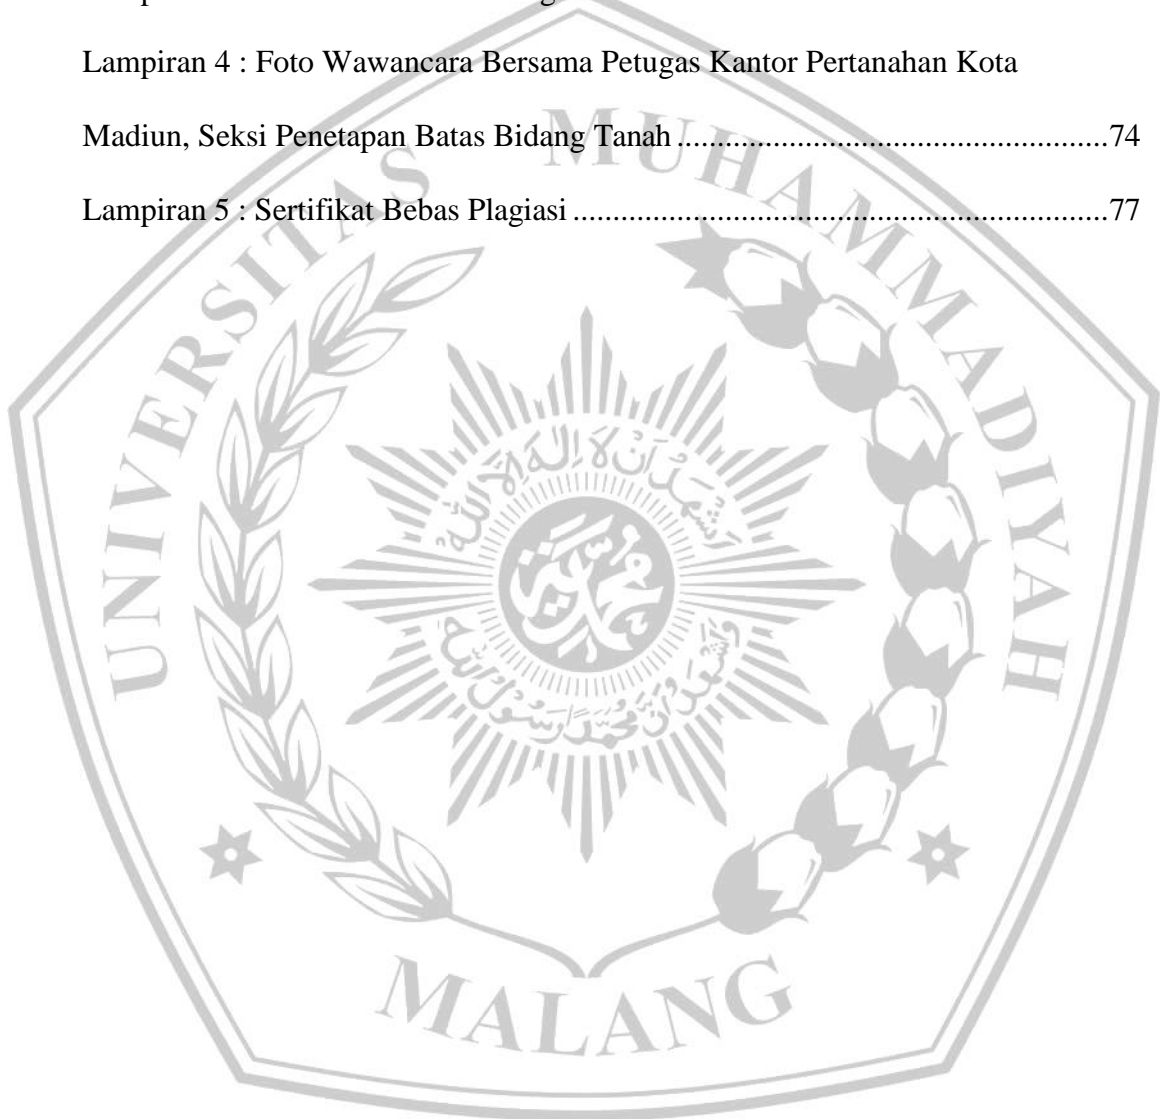 Lampiran 4 : Foto Wawancara Bersama Petugas Kantor Pertanahan Kota
Madiun, Seksi Penetapan Batas Bidang Tanah ......................................................74
Lampiran 5 : Sertifikat Bebas Plagiasi ...................................................................77
UNIVERSITAS MUHAMMADIYAH
MALANG